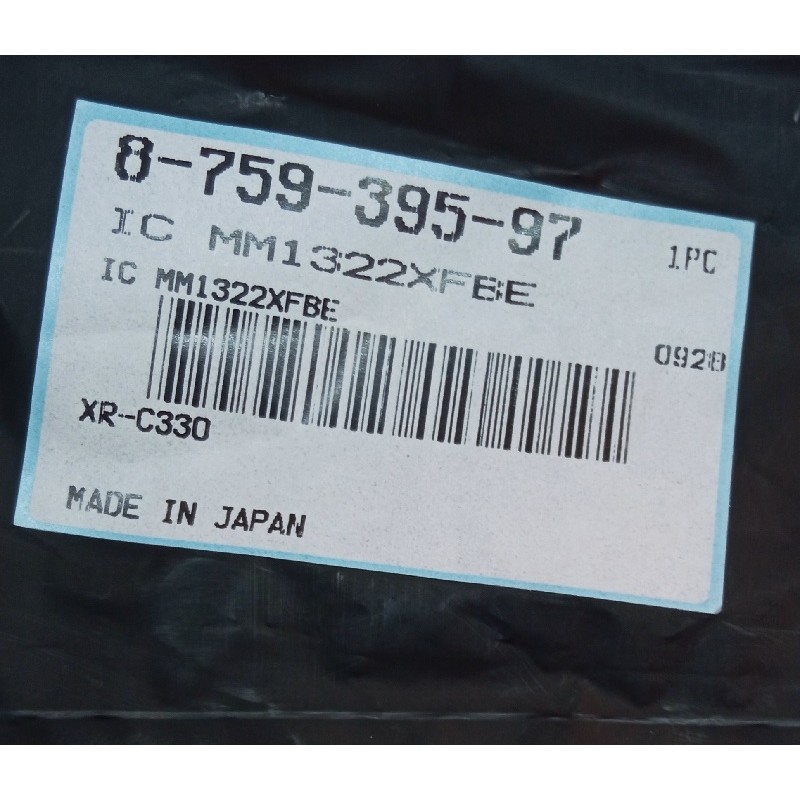 8-759-395-97
IC MM1322XFBE 1PC
IC MM1322XFBE
0928
XR-C330
MADE IN JAPAN